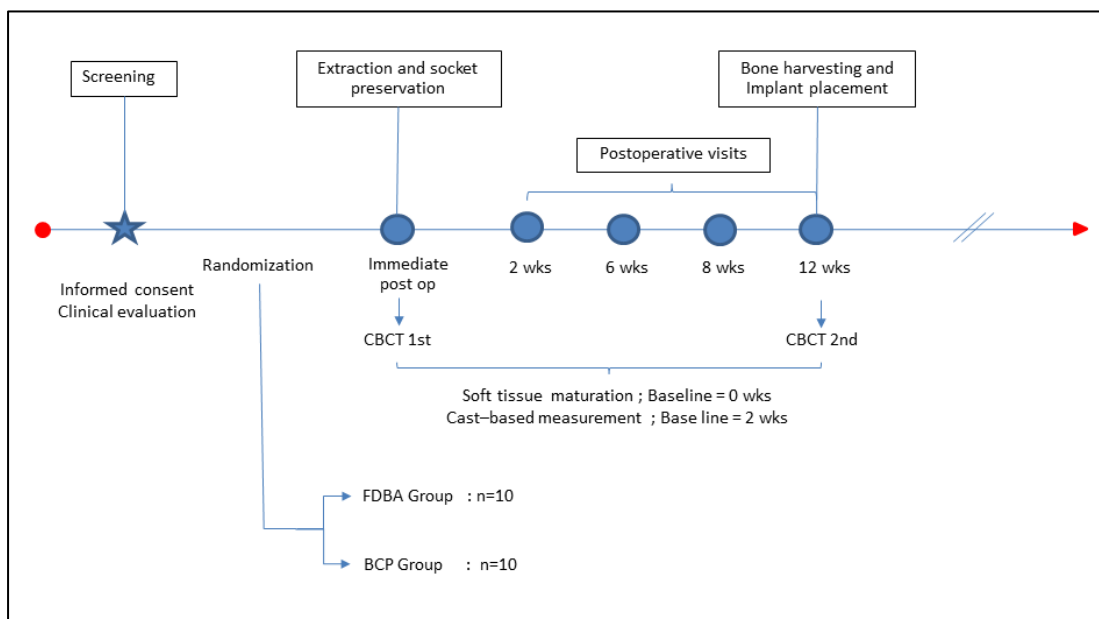 Screening
Extraction and socket
preservation
Bone harvesting and
Implant placement
Postoperative visits
Informed consent
Clinical evaluation
Randomization
Immediate
post op
2 wks
6 wks
8 wks
12 wks
CBCT 1st
CBCT 2nd
Soft tissue maturation ; Baseline = 0 wks
Cast–based measurement ; Base line = 2 wks
FDBA Group : n=10
BCP Group : n=10